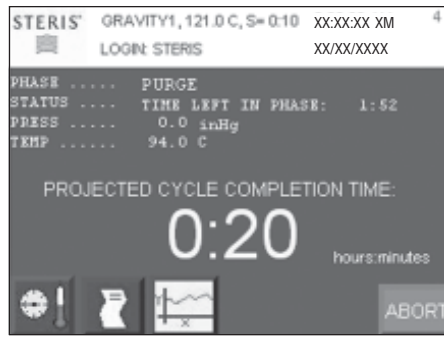 STERIS® GRAVITY1, 121.0 C, S= 0:10 XX:XX:XX XM 4
LOGIN: STERIS XX/XX/XXXX
PHASE ..... PURGE
STATUS .... TIME LEFT IN PHASE: 1:52
PRESS ..... 0.0 inHg
TEMP ...... 94.0 C
PROJECTED CYCLE COMPLETION TIME:
0:20 hours:minutes
X
ABORT